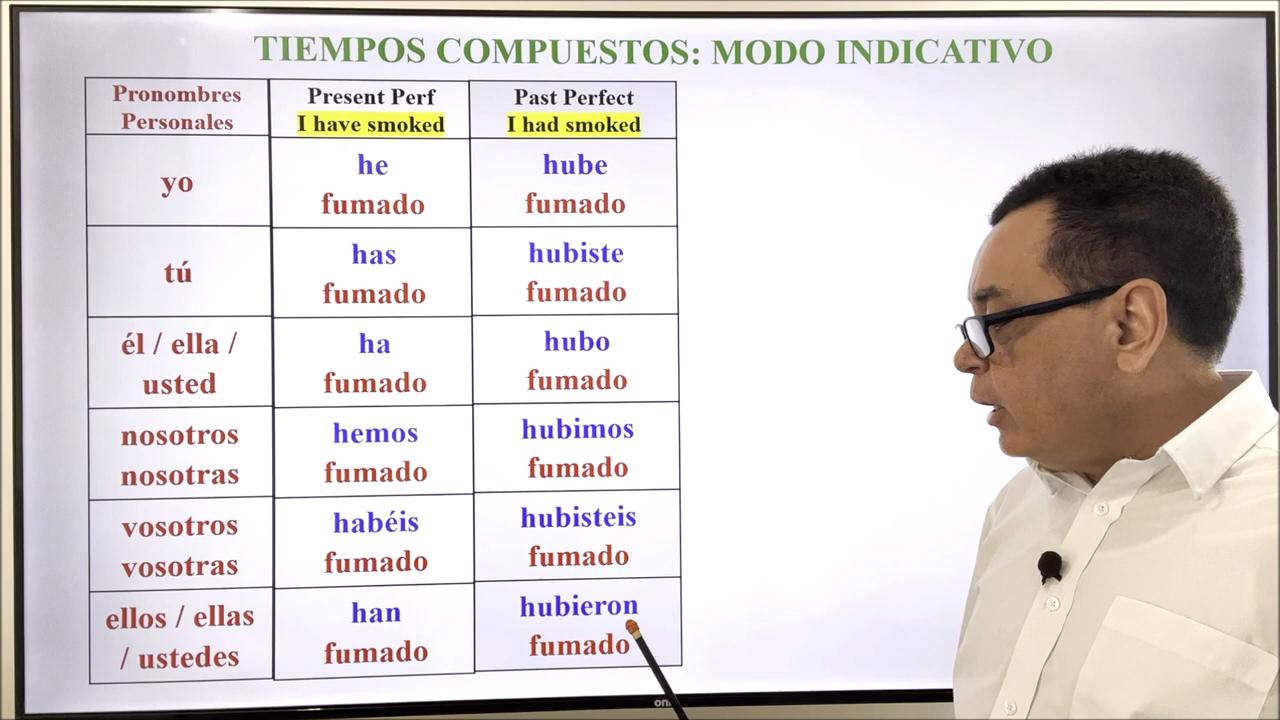 TIEMPOS COMPUESTOS: MODO INDICATIVO
Pronombres Personales
Present Perf
I have smoked
Past Perfect
I had smoked
yo
he
fumado
hube
fumado
tú
has
fumado
hubiste
fumado
él / ella /
usted
ha
fumado
hubo
fumado
nosotros
nosotras
hemos
fumado
hubimos
fumado
vosotros
vosotras
habéis
fumado
hubisteis
fumado
ellos / ellas
/ ustedes
han
fumado
hubieron
fumado